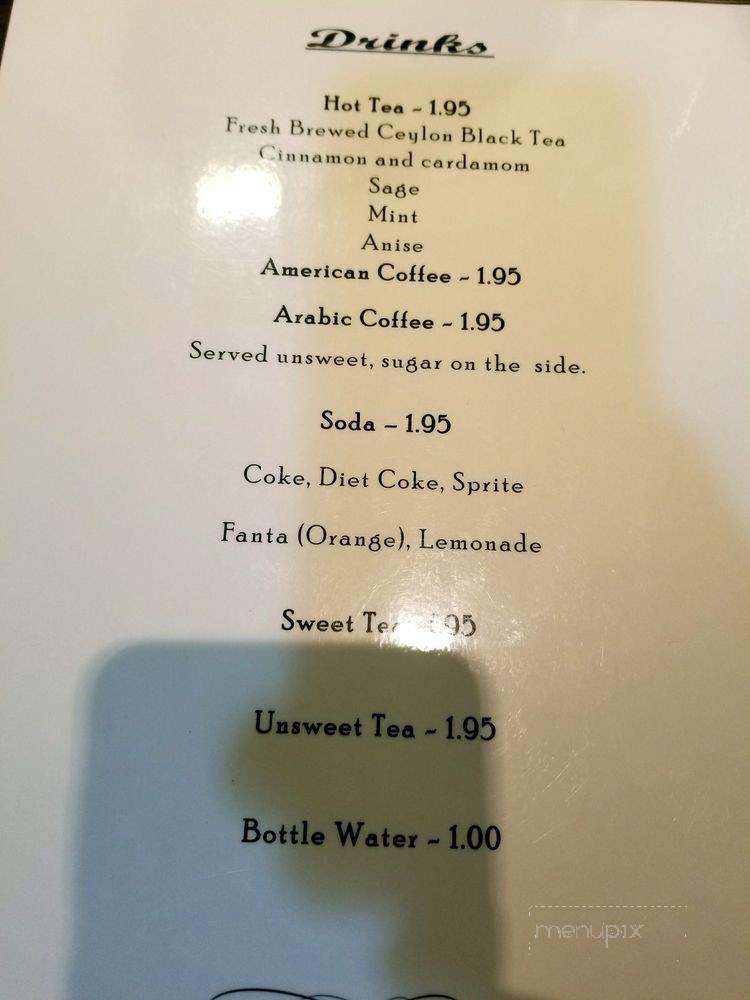 Drinks
Hot Tea ~ 1.95
Fresh Brewed Ceylon Black Tea
Cinnamon and cardamom
Sage
Mint
Anise
American Coffee ~ 1.95
Arabic Coffee ~ 1.95
Served unsweet, sugar on the side.
Soda ~ 1.95
Coke, Diet Coke, Sprite
Fanta (Orange), Lemonade
Sweet Tea
Unsweet Tea ~ 1.95
Bottle Water ~ 1.00
menupix